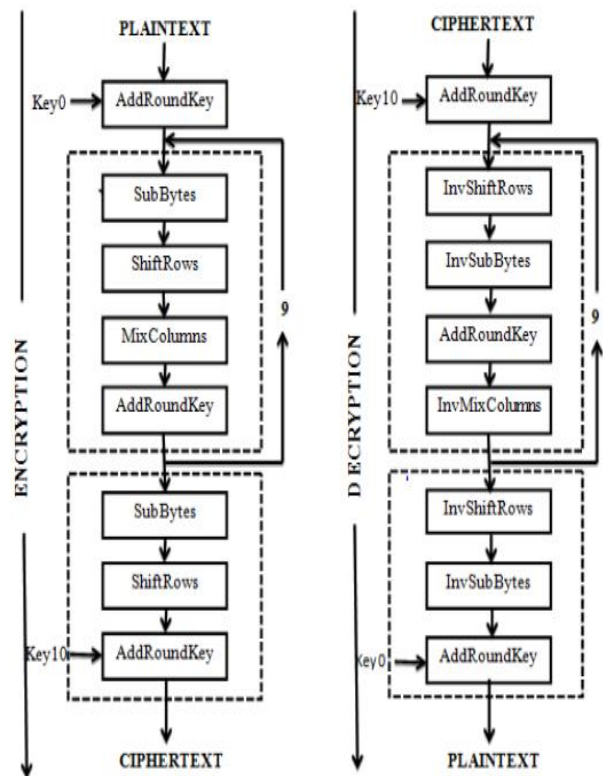 PLAINTEXT
Key0
AddRoundKey
SubBytes
ShiftRows
MixColumns
AddRoundKey
9
SubBytes
ShiftRows
Key10
AddRoundKey
CIPHERTEXT
ENCRYPTION
CIPHERTEXT
Key10
AddRoundKey
InvShiftRows
InvSubBytes
AddRoundKey
InvMixColumns
9
InvShiftRows
InvSubBytes
Key0
AddRoundKey
PLAINTEXT
DECRYPTION